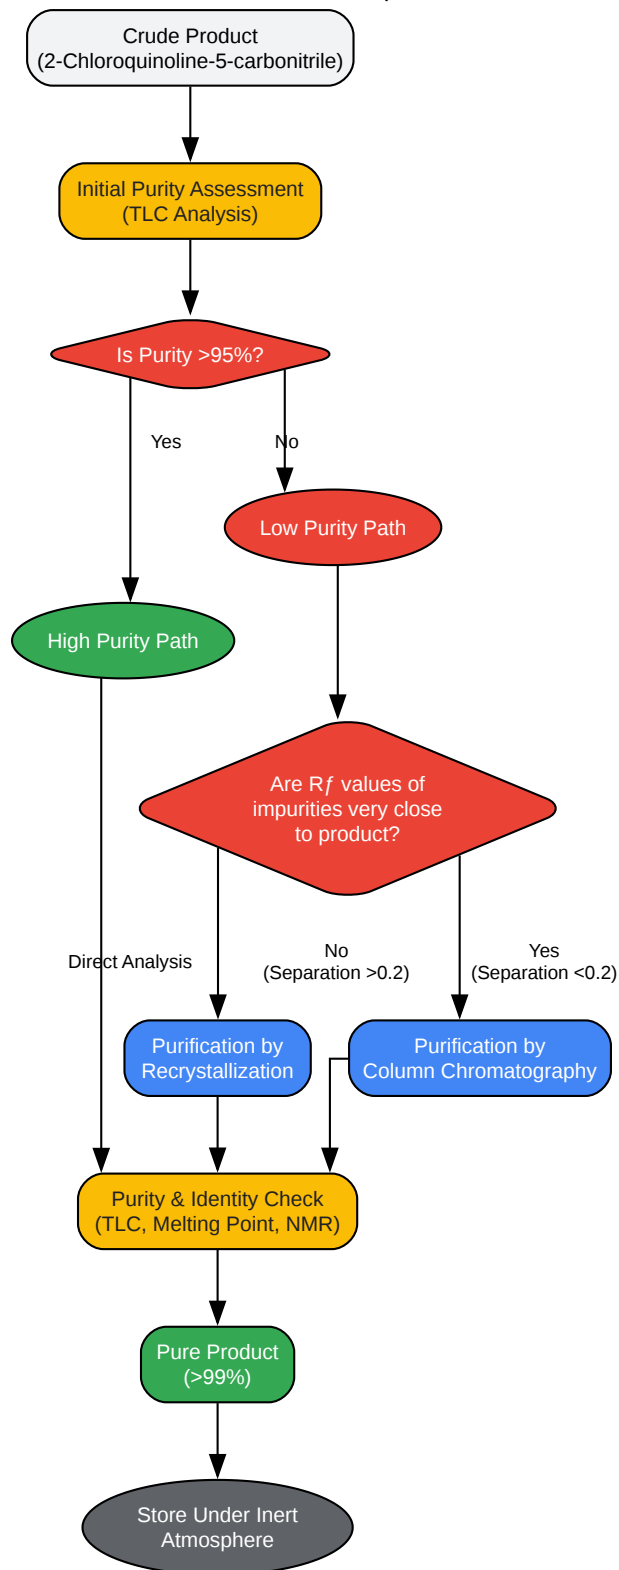 Crude Product
(2-Chloroquinoline-5-carbonitrile)
Initial Purity Assessment
(TLC Analysis)
Is Purity >95%?
Yes
No
Low Purity Path
High Purity Path
Are Rƒ values of
impurities very close
to product?
Direct Analysis
No
(Separation >0.2)
Yes
(Separation <0.2)
Purification by
Recrystallization
Purification by
Column Chromatography
Purity & Identity Check
(TLC, Melting Point, NMR)
Pure Product
(>99%)
Store Under Inert
Atmosphere